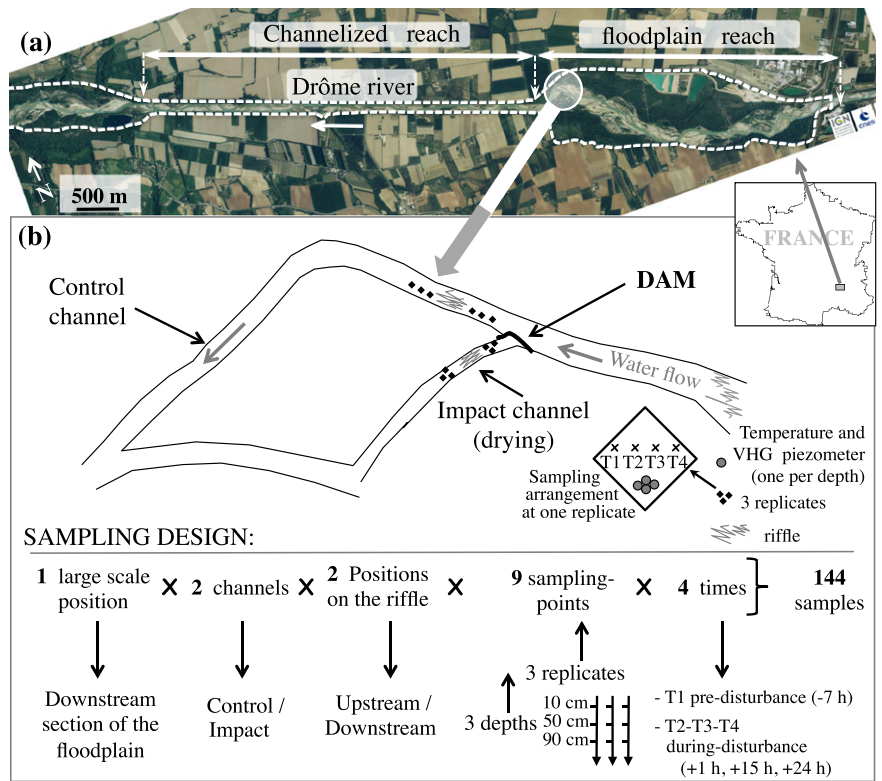 (a)
Channelized reach
floodplain reach
Drôme river
N
500 m
IGN
cnes
FRANCE
(b)
Control
channel
DAM
Water flow
Impact channel
(drying)
Temperature and
VHG piezometer
(one per depth)
T1 T2 T3 T4
Sampling
arrangement
at one replicate
3 replicates
riffle
SAMPLING DESIGN:
1 large scale
position
× 2 channels
× 2 Positions
on the riffle
× 9 sampling-
points
× 4 times
144
samples
Downstream
section of the
floodplain
Control /
Impact
Upstream /
Downstream
3 depths
3 replicates
10 cm
50 cm
90 cm
- T1 pre-disturbance (-7 h)
- T2-T3-T4
during-disturbance
(+1 h, +15 h, +24 h)